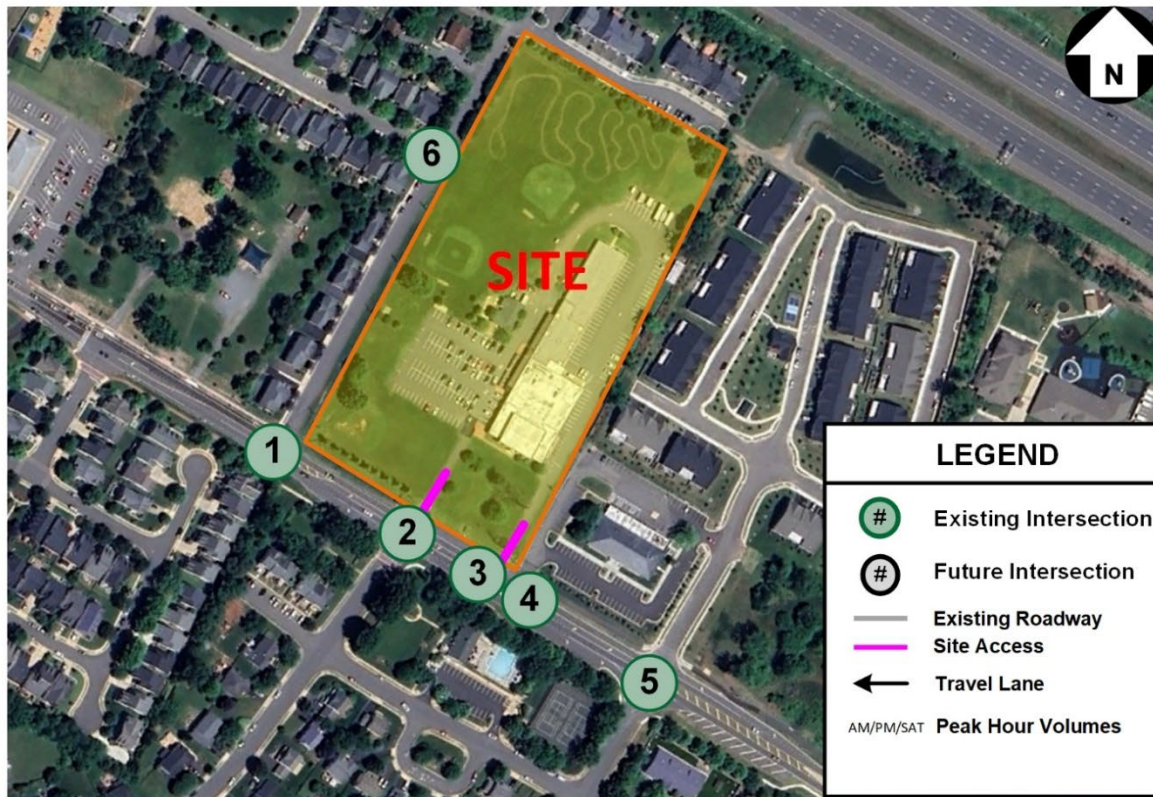 N
6
SITE
1
2
3
4
5
LEGEND
# Existing Intersection
# Future Intersection
Existing Roadway
Site Access
Travel Lane
AM/PM/SAT Peak Hour Volumes